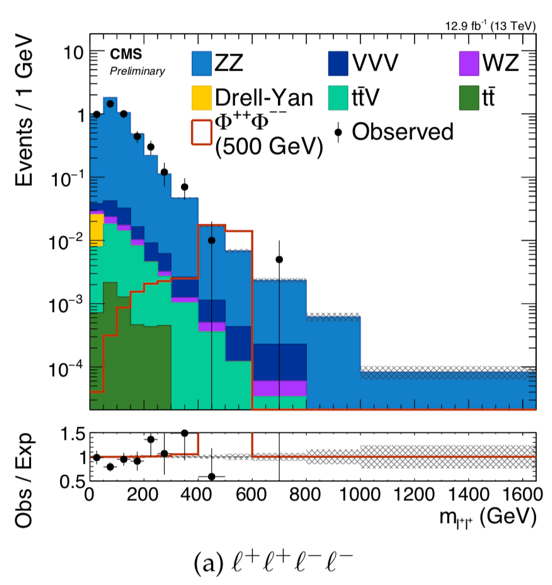 12.9 fb⁻¹ (13 TeV)
CMS
Preliminary
ZZ
VVV
WZ
Drell-Yan
tt̄V
tt̄
Φ⁺⁺Φ⁻⁻
(500 GeV)
Observed
Events / 1 GeV
10
1
10⁻¹
10⁻²
10⁻³
10⁻⁴
Obs / Exp
1.5
1
0.5
0 200 400 600 800 1000 1200 1400 1600
m_{l⁺l⁺} (GeV)
(a) ℓ⁺ℓ⁺ℓ⁻ℓ⁻